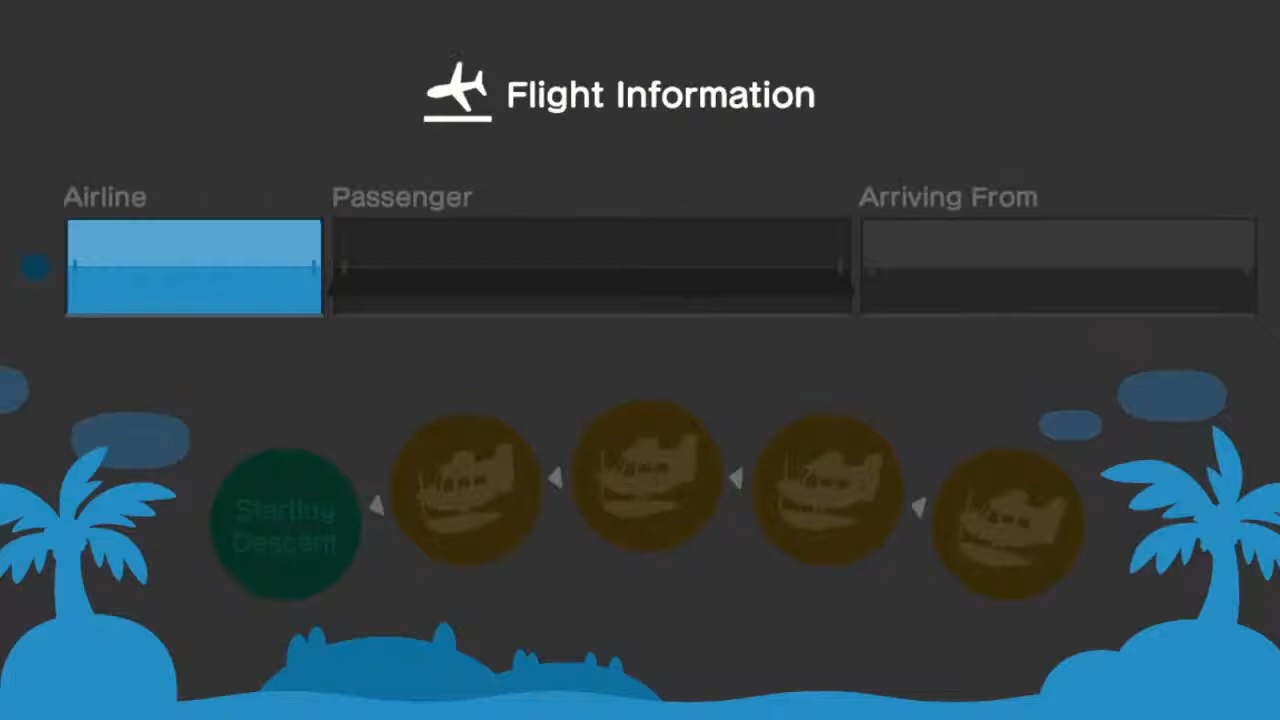 Flight Information
Airline
Passenger
Arriving From
Starting
Descent